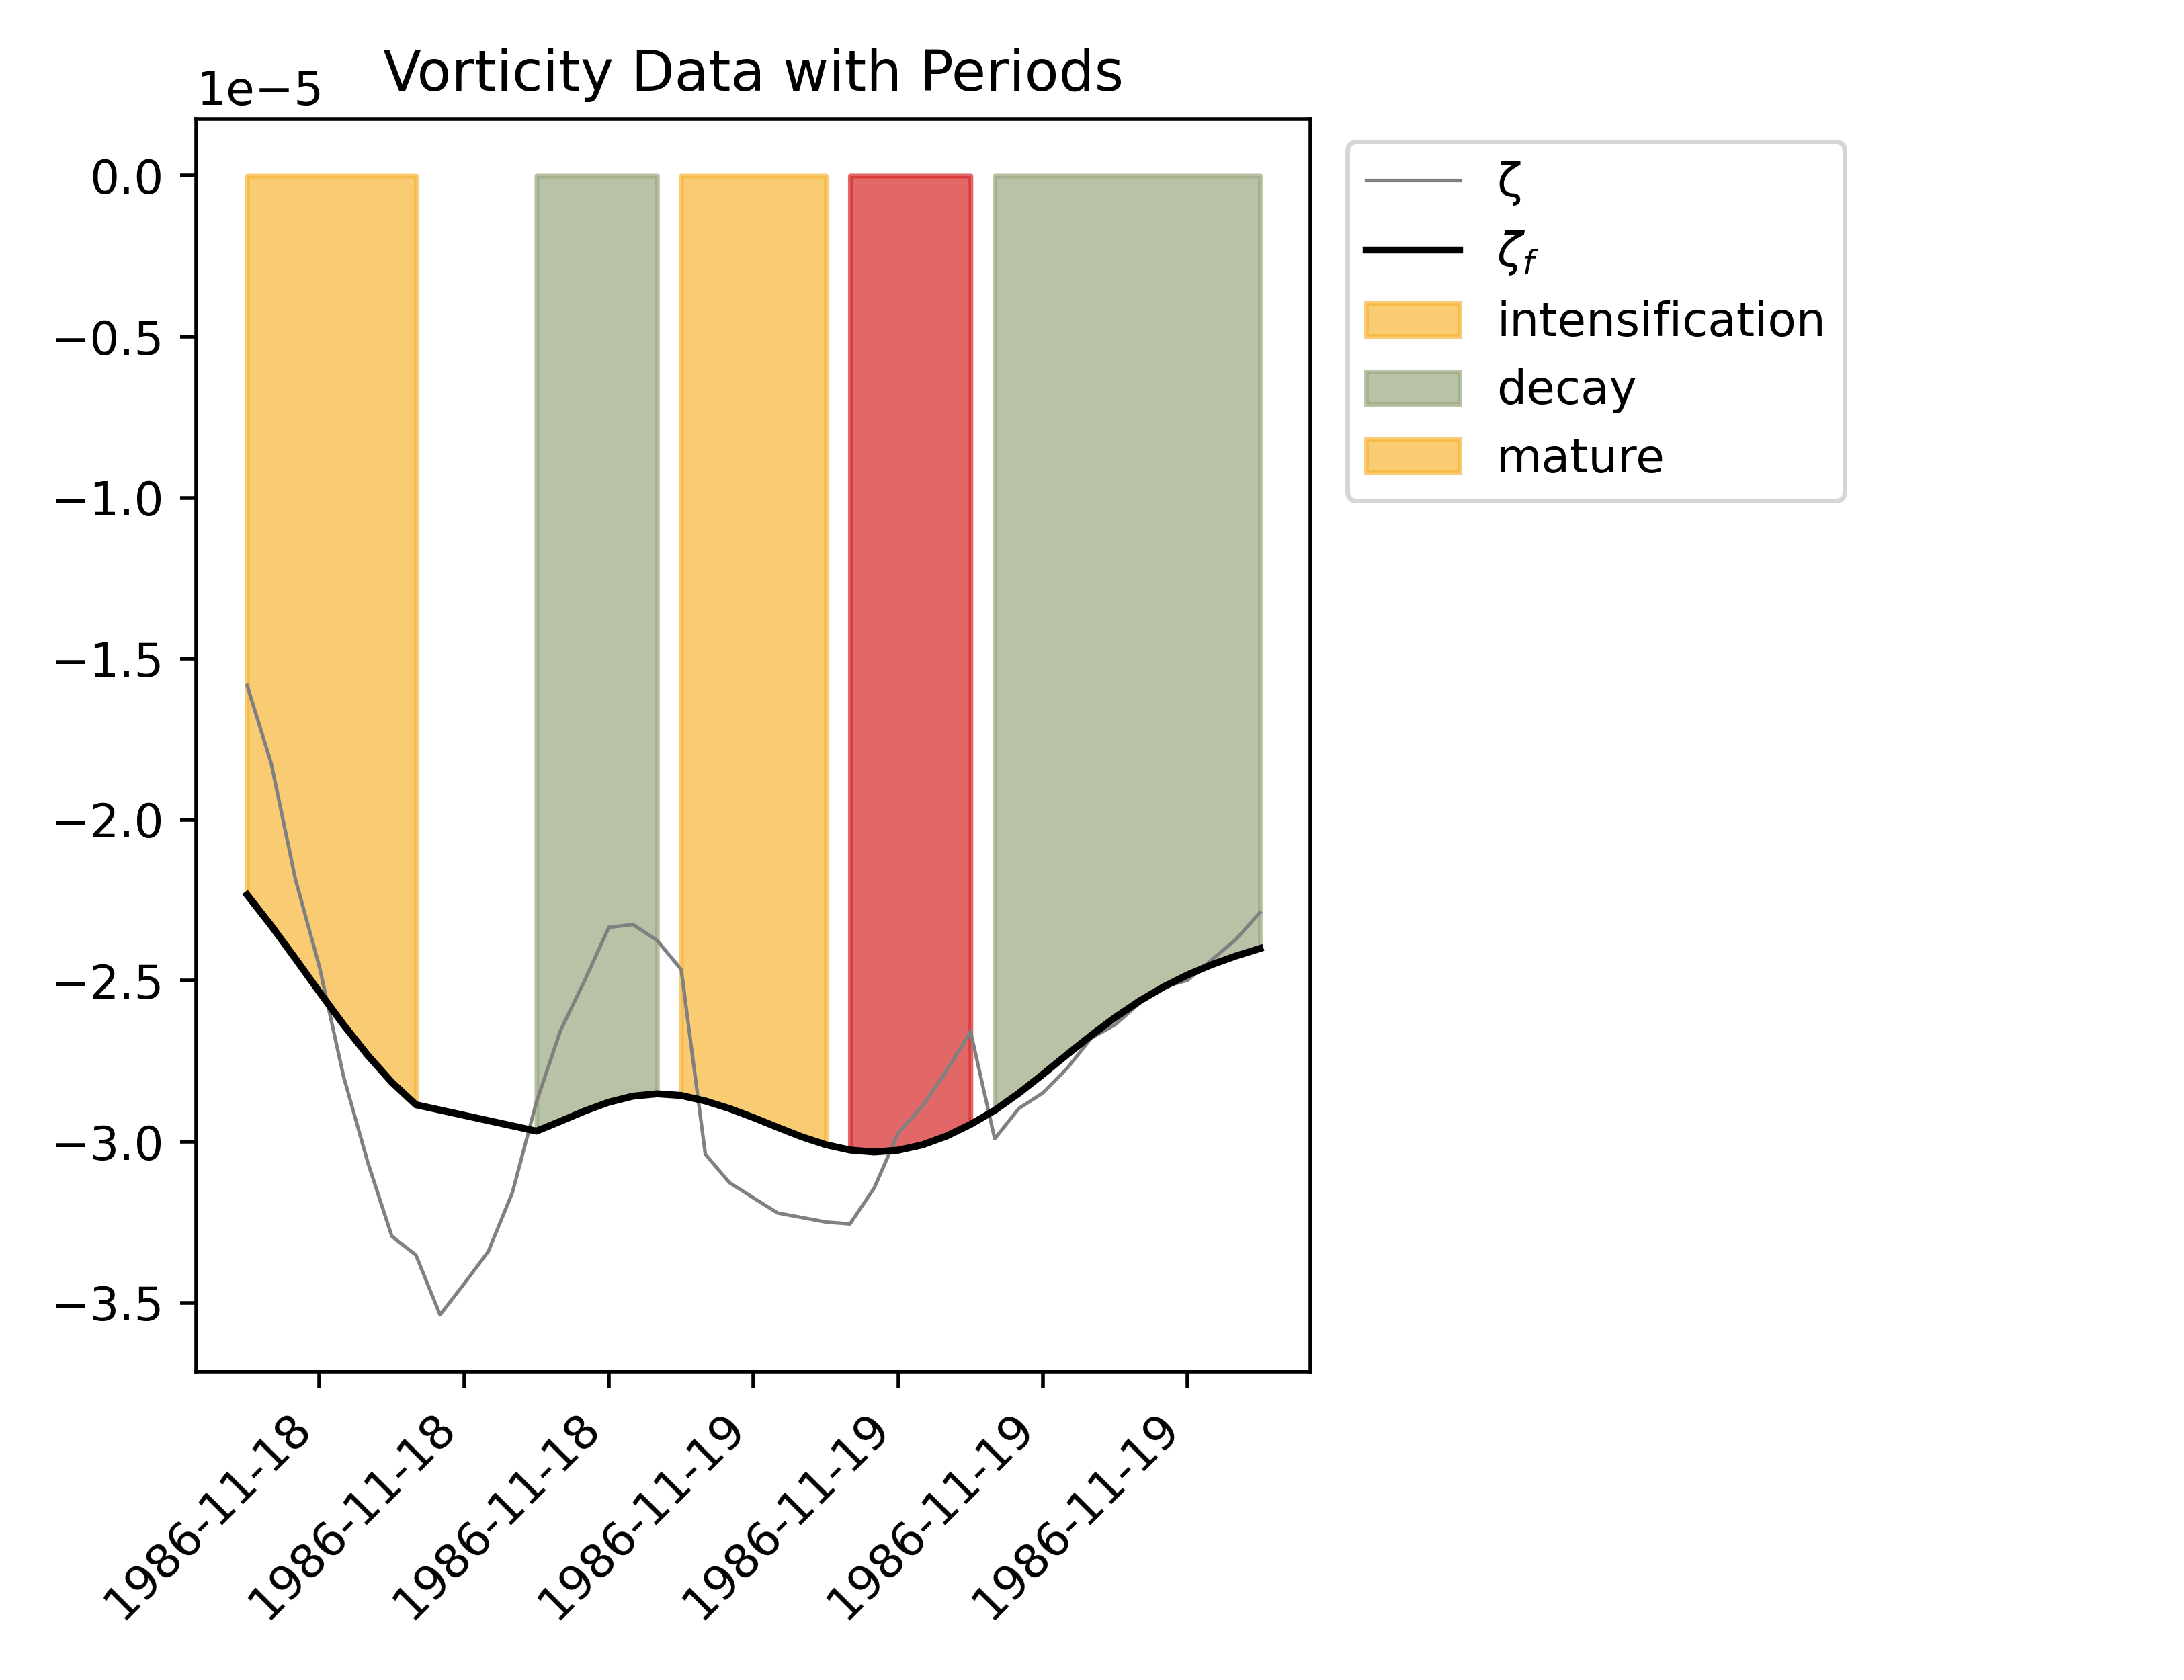 Vorticity Data with Periods
1e−5
0.0
−0.5
−1.0
−1.5
−2.0
−2.5
−3.0
−3.5
1986-11-18
1986-11-18
1986-11-18
1986-11-19
1986-11-19
1986-11-19
1986-11-19
ζ
ζf
intensification
decay
mature